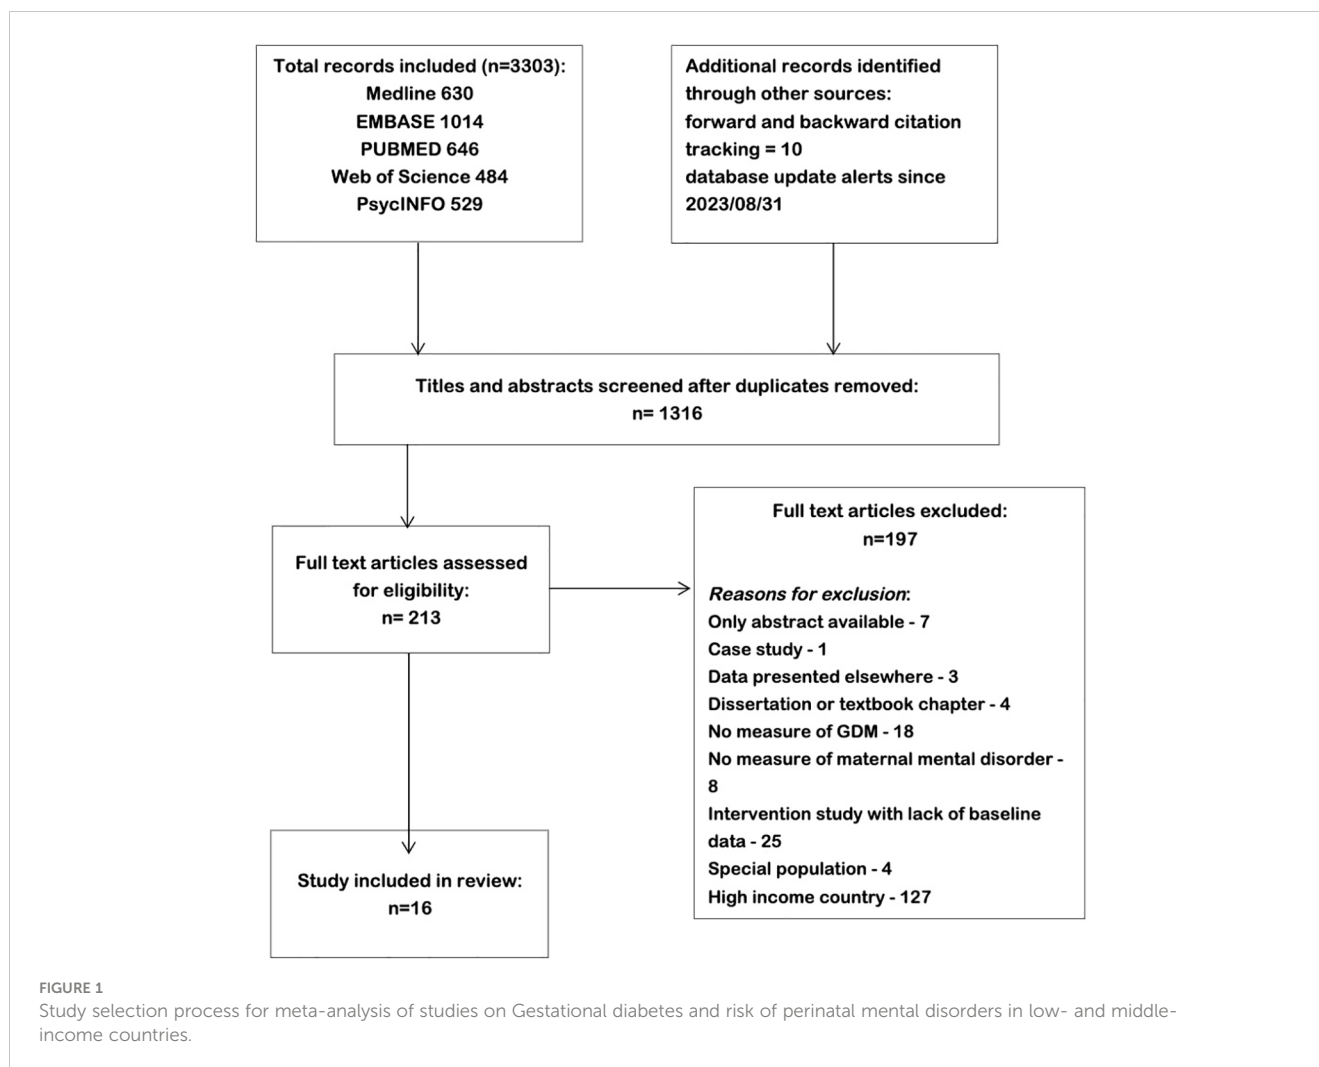 Total records included (n=3303):
Medline 630
EMBASE 1014
PUBMED 646
Web of Science 484
PsycINFO 529
Additional records identified
through other sources:
forward and backward citation
tracking = 10
database update alerts since
2023/08/31
Titles and abstracts screened after duplicates removed:
n= 1316
Full text articles assessed
for eligibility:
n= 213
Full text articles excluded:
n=197
Reasons for exclusion:
Only abstract available - 7
Case study - 1
Data presented elsewhere - 3
Dissertation or textbook chapter - 4
No measure of GDM - 18
No measure of maternal mental disorder -
8
Intervention study with lack of baseline
data - 25
Special population - 4
High income country - 127
Study included in review:
n=16
FIGURE 1
Study selection process for meta-analysis of studies on Gestational diabetes and risk of perinatal mental disorders in low- and middle-
income countries.